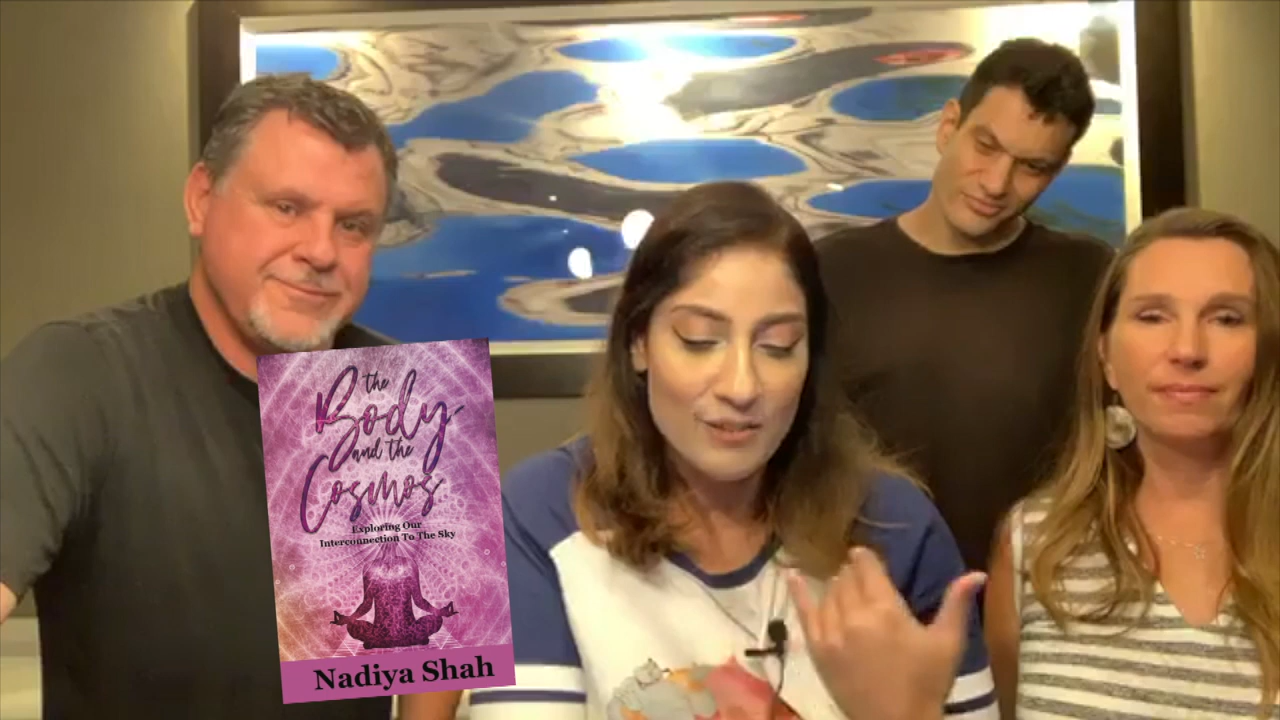 the
Body
and the
Cosmos
Exploring Our
Interconnection To The Sky
Nadiya Shah